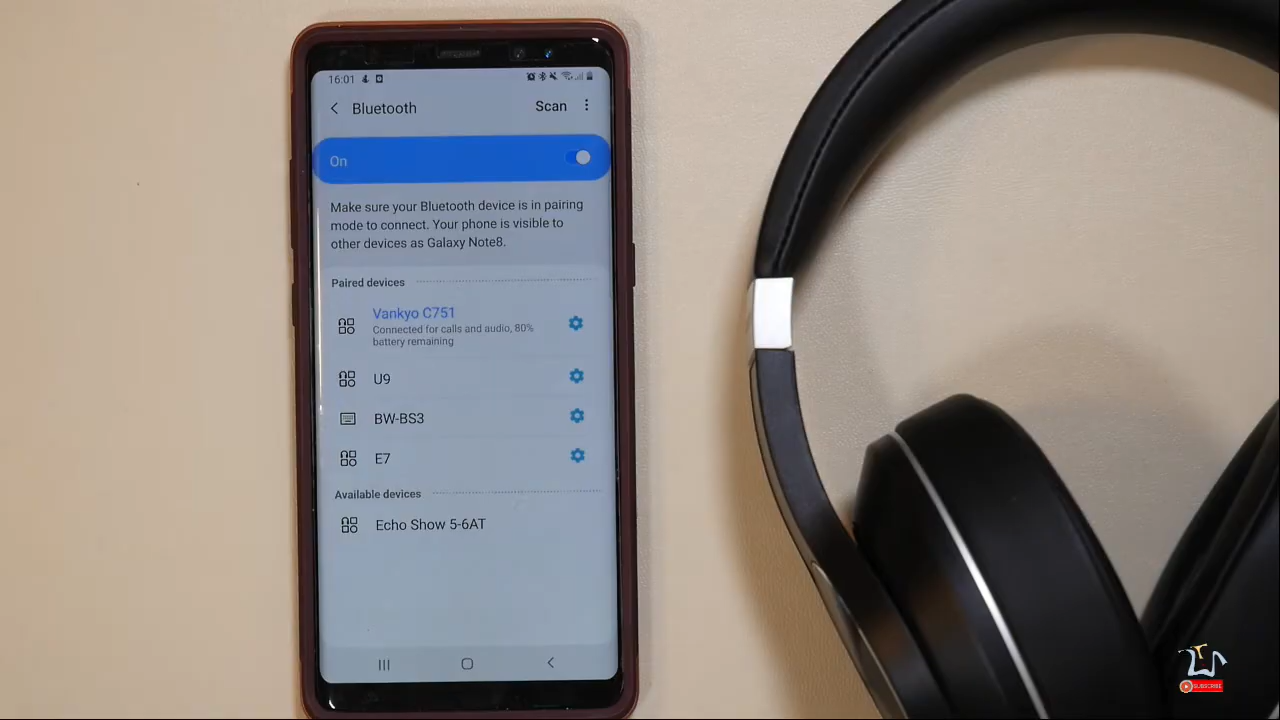 16:01
Bluetooth
Scan
On
Make sure your Bluetooth device is in pairing
mode to connect. Your phone is visible to
other devices as Galaxy Note8.
Paired devices
Vankyo C751
Connected for calls and audio, 80%
battery remaining
U9
BW-BS3
E7
Available devices
Echo Show 5-6AT
SUBSCRIBE